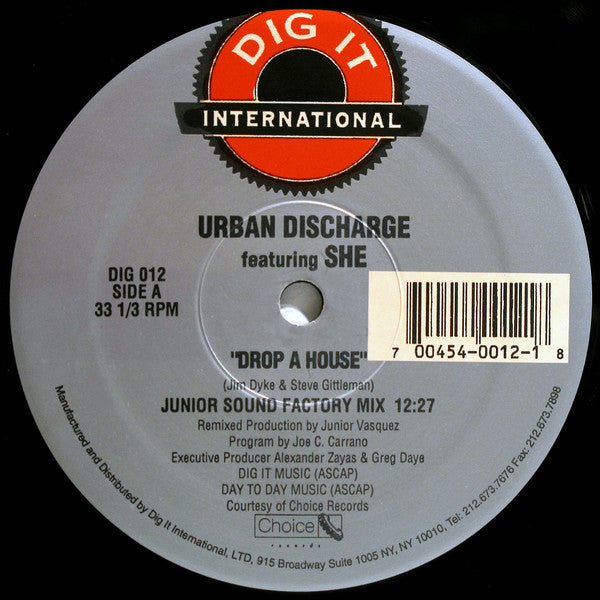 DIG IT
INTERNATIONAL
URBAN DISCHARGE
featuring SHE
DIG 012
SIDE A
33 1/3 RPM
7 00454-0012-1 8
"DROP A HOUSE"
(Jim Dyke & Steve Gittleman)
JUNIOR SOUND FACTORY MIX 12:27
Remixed Production by Junior Vasquez
Program by Joe C. Carrano
Executive Producer Alexander Zayas & Greg Daye
DIG IT MUSIC (ASCAP)
DAY TO DAY MUSIC (ASCAP)
Courtesy of Choice Records
Choice
records
Manufactured and Distributed by Dig It International, LTD, 915 Broadway Suite 1005 NY, NY 10010, Tel: 212.673.7676 Fax: 212.673.7898